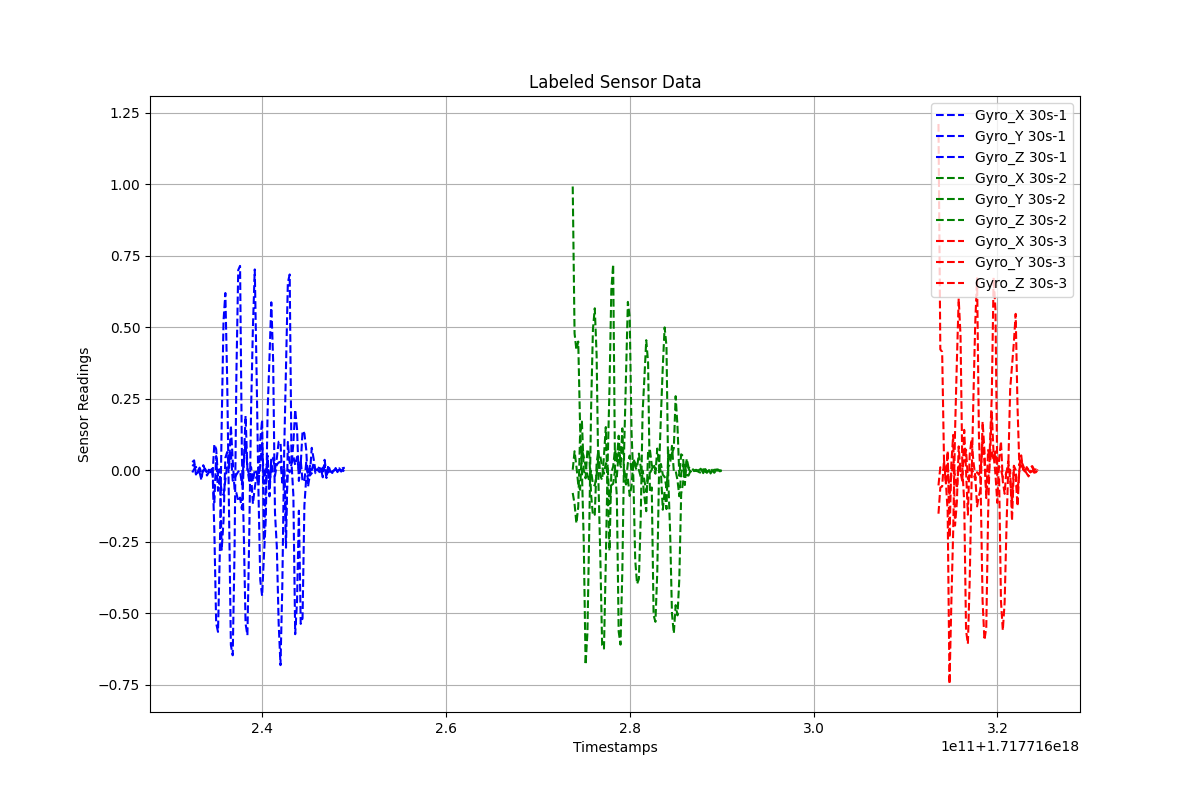 Labeled Sensor Data
1.25
1.00
0.75
0.50
0.25
0.00
−0.25
−0.50
−0.75
Sensor Readings
Gyro_X 30s-1
Gyro_Y 30s-1
Gyro_Z 30s-1
Gyro_X 30s-2
Gyro_Y 30s-2
Gyro_Z 30s-2
Gyro_X 30s-3
Gyro_Y 30s-3
Gyro_Z 30s-3
2.4 2.6 2.8 3.0 3.2
Timestamps
1e11+1.717716e18